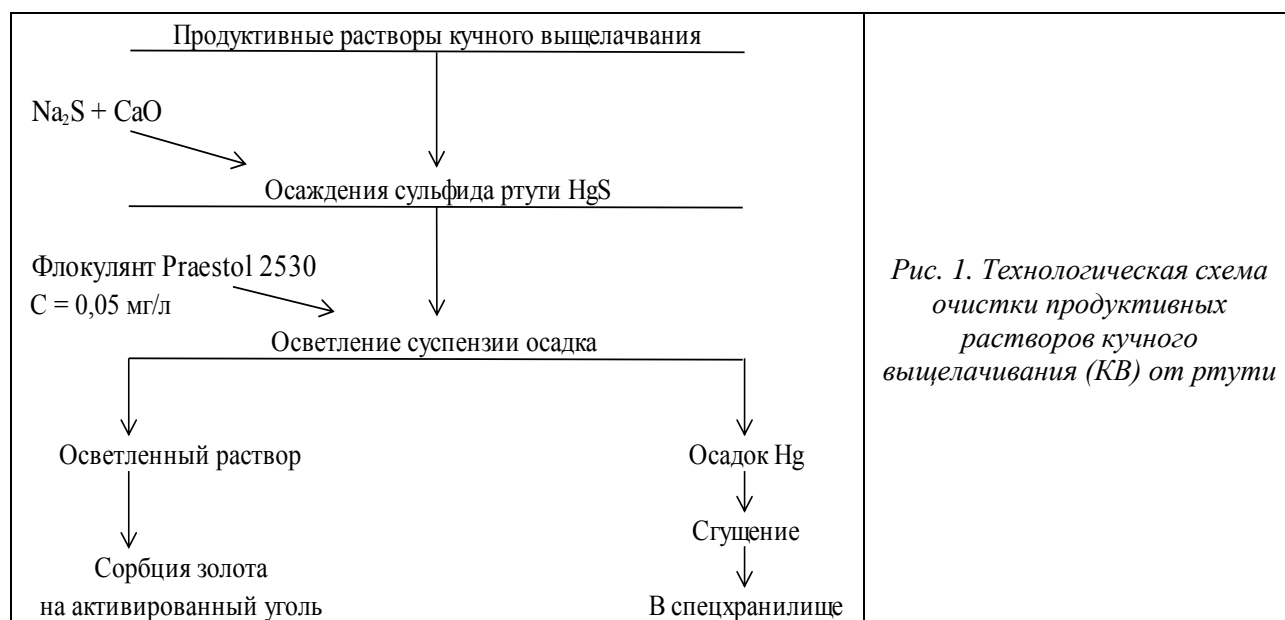 Продуктивные растворы кучного выщелачвания
Na₂S + CaO
Осаждения сульфида ртути HgS
Флокулянт Praestol 2530
С = 0,05 мг/л
Осветление суспензии осадка
Осветленный раствор
Осадок Hg
Сгущение
Сорбция золота
на активированный уголь
В спецхранилище
Рис. 1. Технологическая схема
очистки продуктивных
растворов кучного
выщелачивания (КВ) от ртути